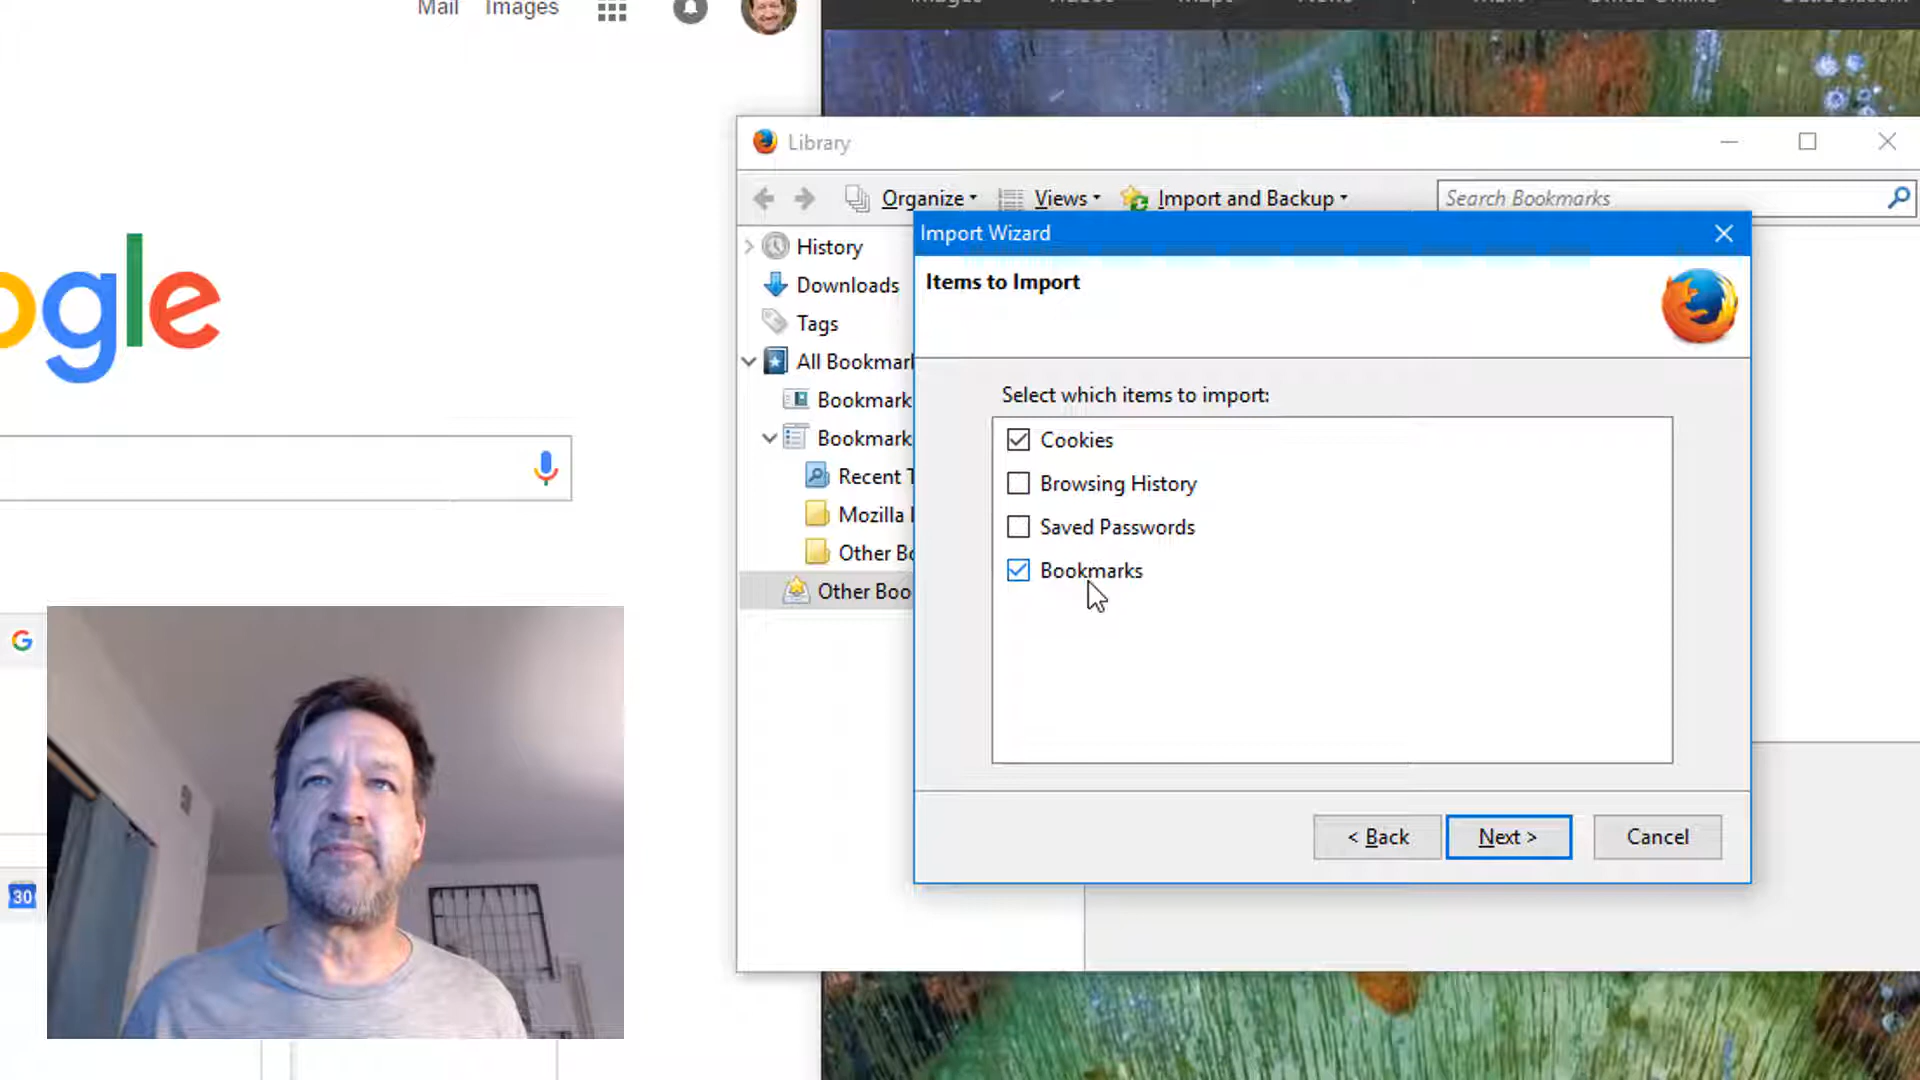 Mail Images
ogle
G
30
Library
Organize Views Import and Backup
Search Bookmarks
History
Downloads
Tags
All Bookmar
Bookmark
Bookmark
Recent T
Mozilla
Other Bo
Other Boo
Import Wizard
Items to Import
Select which items to import:
Cookies
Browsing History
Saved Passwords
Bookmarks
< Back Next > Cancel